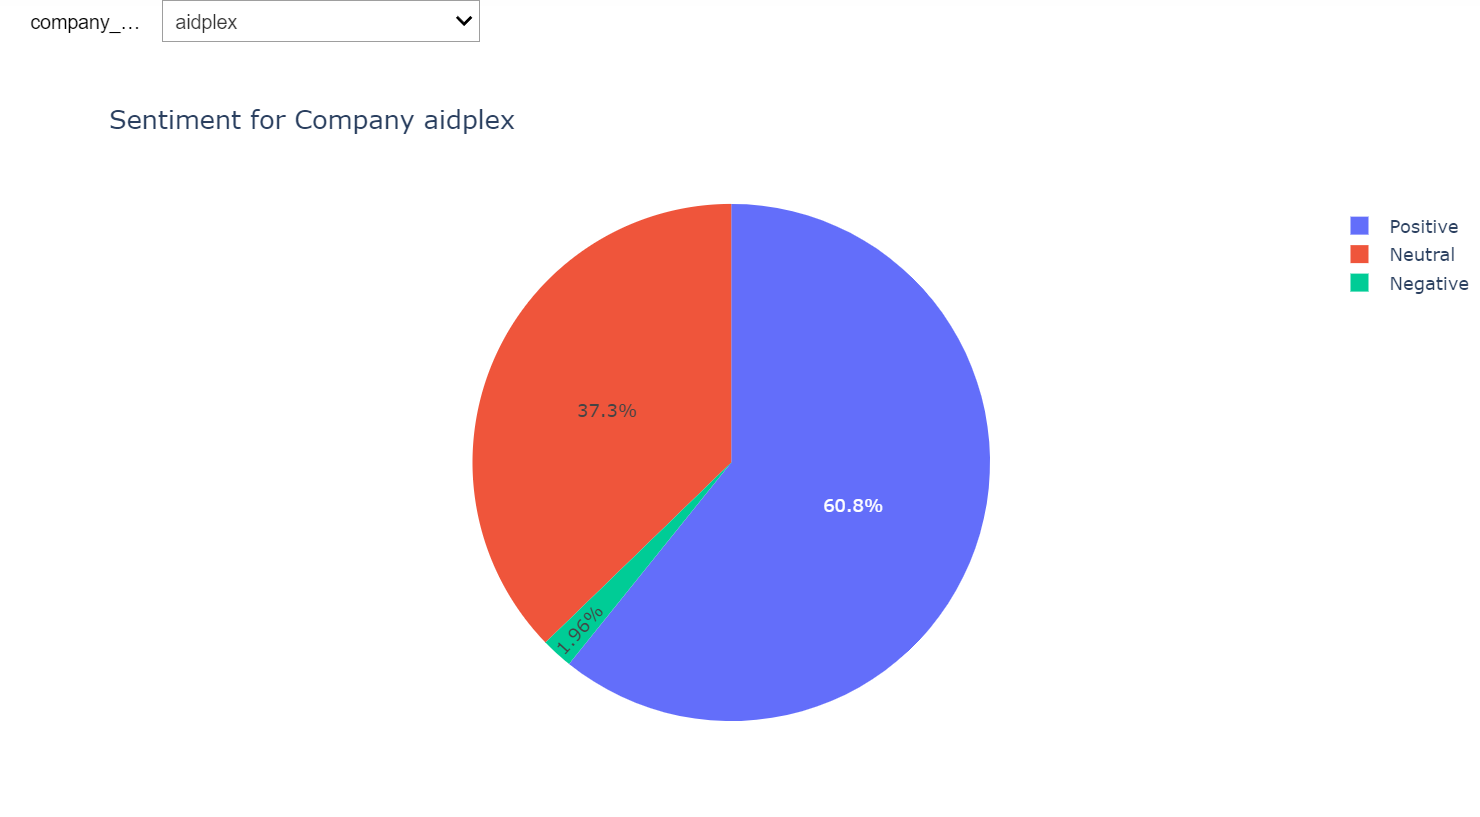 company_…
aidplex
Sentiment for Company aidplex
Positive
Neutral
Negative
37.3%
60.8%
1.96%